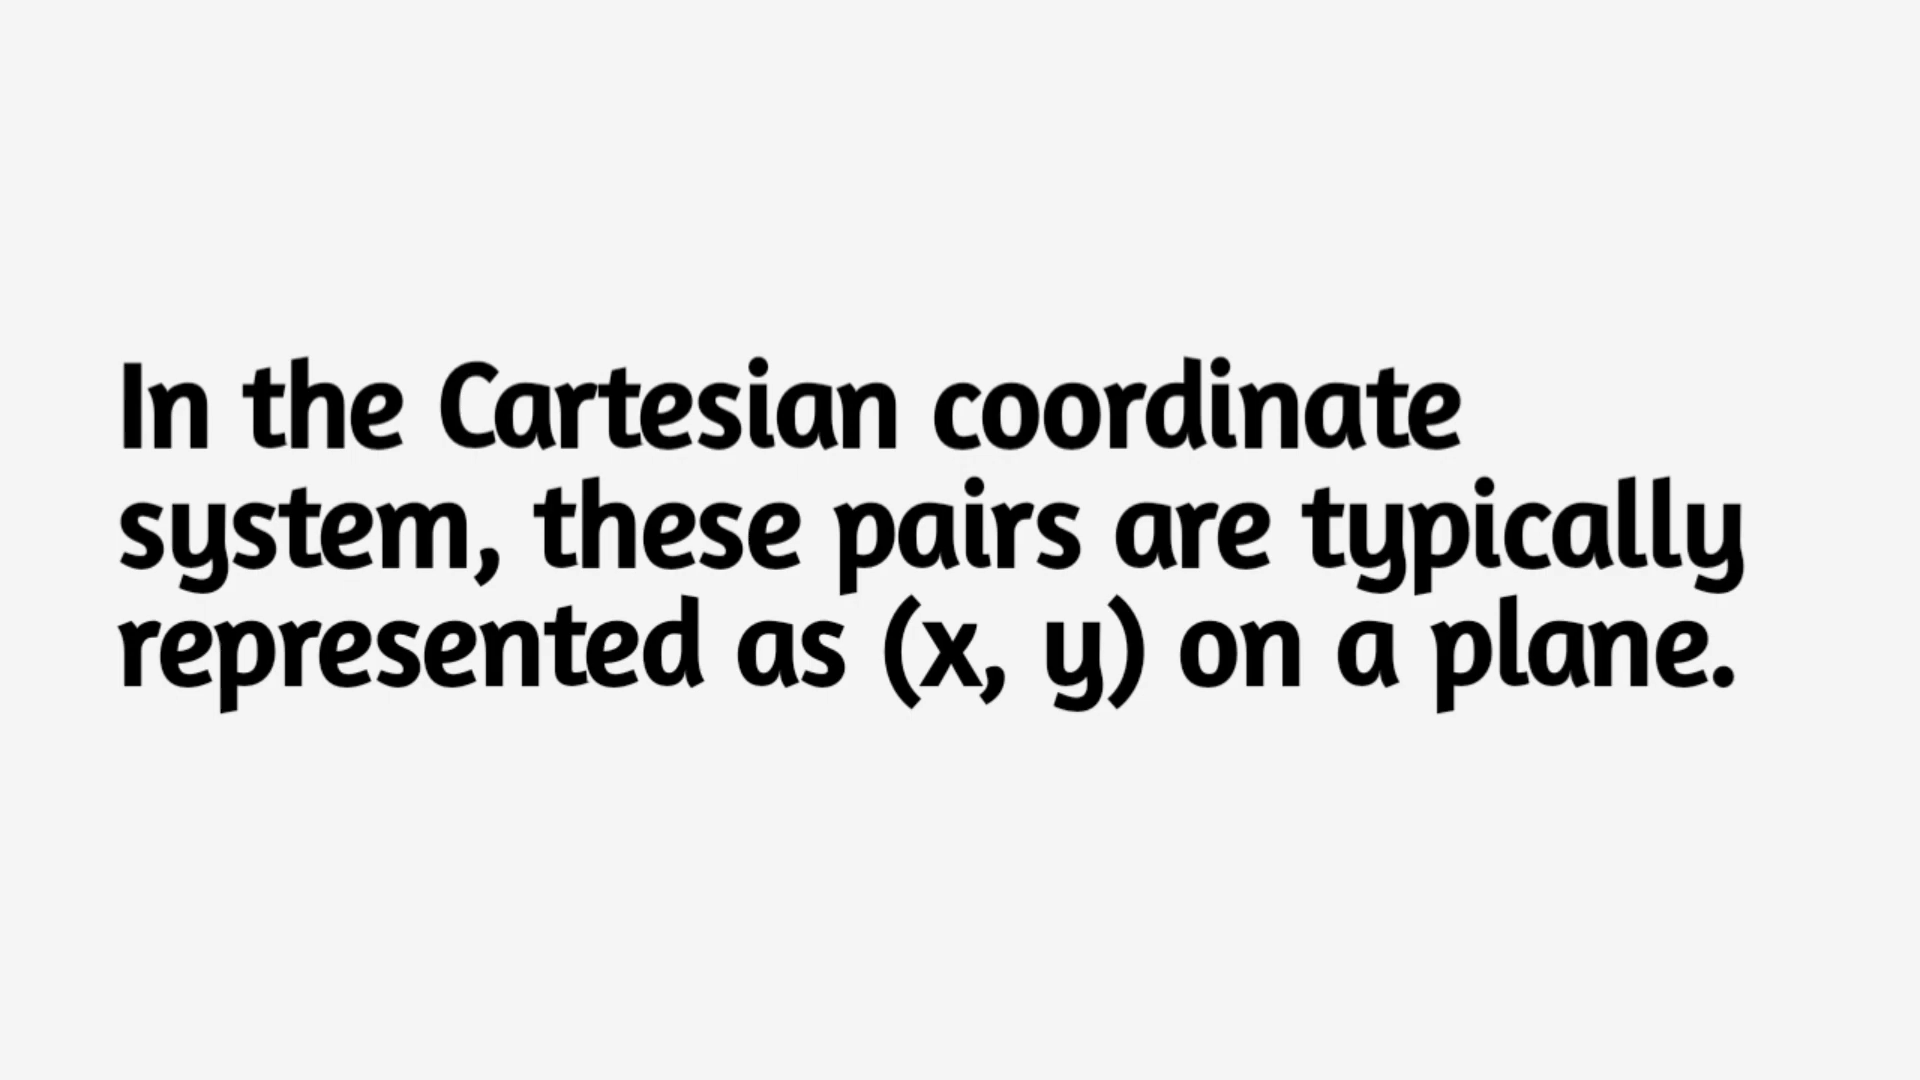 In the Cartesian coordinate
system, these pairs are typically
represented as (x, y) on a plane.